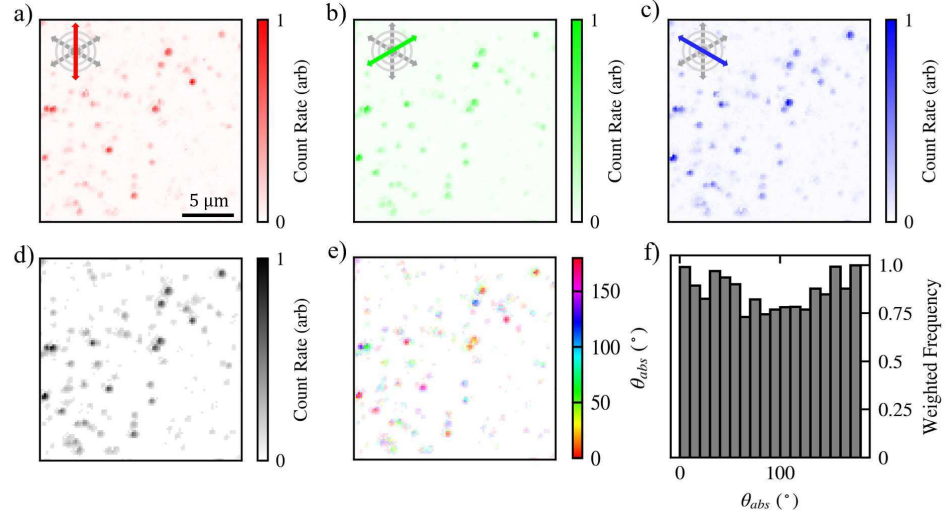 a)
1
Count Rate (arb)
0
5 μm
b)
1
Count Rate (arb)
0
c)
1
Count Rate (arb)
0
d)
1
Count Rate (arb)
0
e)
150
100
50
0
θabs (°)
f)
1.0
0.75
0.5
0.25
0
Weighted Frequency
0
100
θabs (°)